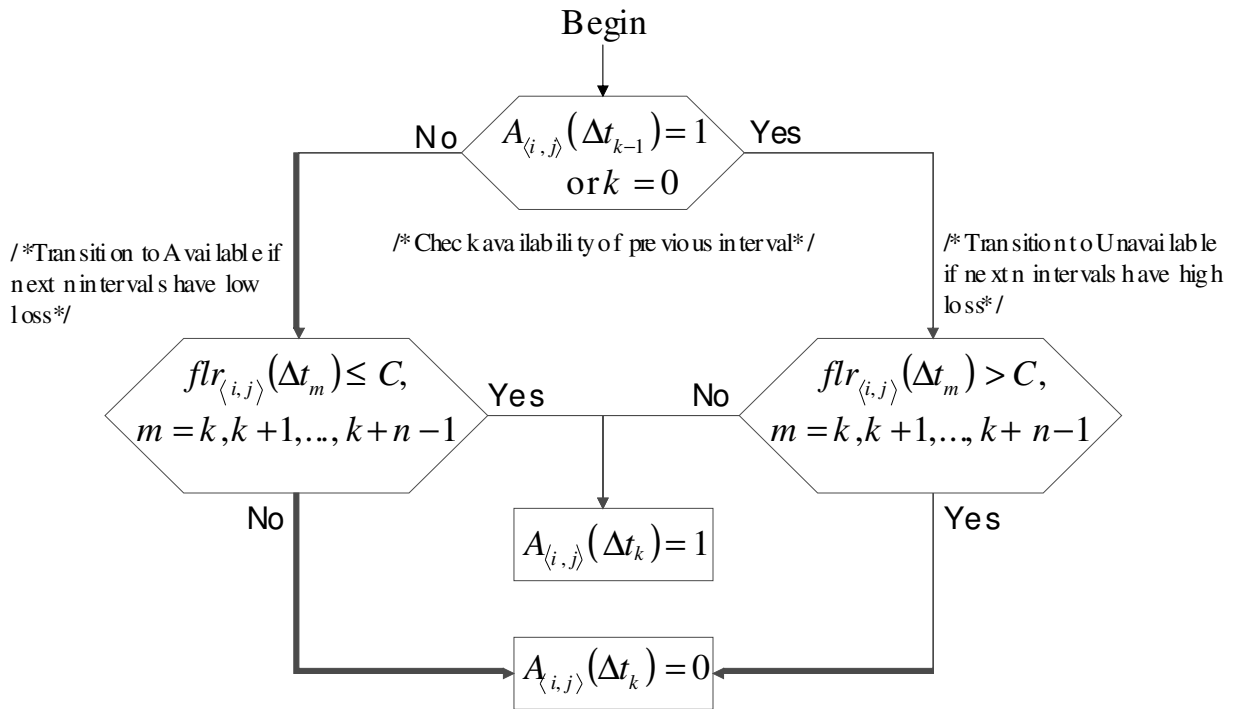 Begin
No
A⟨i,j⟩(Δt_{k−1}) = 1
or k = 0
Yes
/*Transition to Available if
next n intervals have low
loss*/
/* Check availability of previous interval*/
/* Transition to Unavailable
if next n intervals have high
loss*/
flr⟨i,j⟩(Δt_m) ≤ C,
m = k, k +1,..., k + n −1
Yes
No
flr⟨i,j⟩(Δt_m) > C,
m = k, k +1,..., k + n −1
No
A⟨i,j⟩(Δt_k) = 1
Yes
A⟨i,j⟩(Δt_k) = 0